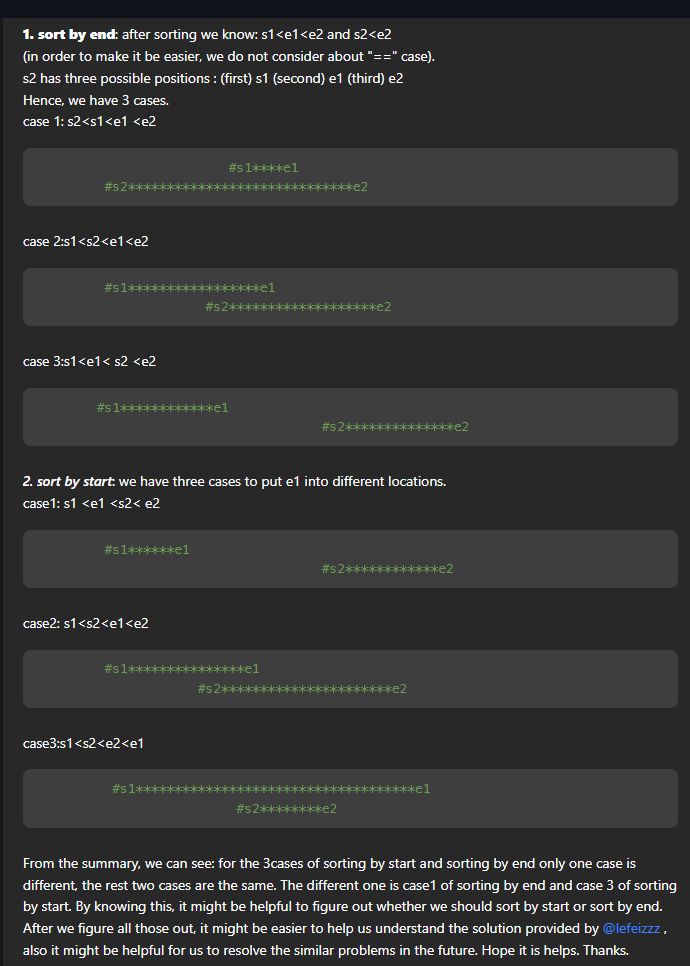 1. sort by end: after sorting we know: s1<e1<e2 and s2<e2
(in order to make it be easier, we do not consider about "==" case).
s2 has three possible positions : (first) s1 (second) e1 (third) e2
Hence, we have 3 cases.
case 1: s2<s1<e1 <e2
#s1****e1
#s2*****************************e2
case 2:s1<s2<e1<e2
#s1*****************e1
#s2*******************e2
case 3:s1<e1< s2 <e2
#s1************e1
#s2**************e2
2. sort by start: we have three cases to put e1 into different locations.
case1: s1 <e1 <s2< e2
#s1******e1
#s2************e2
case2: s1<s2<e1<e2
#s1***************e1
#s2**********************e2
case3:s1<s2<e2<e1
#s1************************************e1
#s2********e2
From the summary, we can see: for the 3cases of sorting by start and sorting by end only one case is
different, the rest two cases are the same. The different one is case1 of sorting by end and case 3 of sorting
by start. By knowing this, it might be helpful to figure out whether we should sort by start or sort by end.
After we figure all those out, it might be easier to help us understand the solution provided by @lefeizzz ,
also it might be helpful for us to resolve the similar problems in the future. Hope it is helps. Thanks.